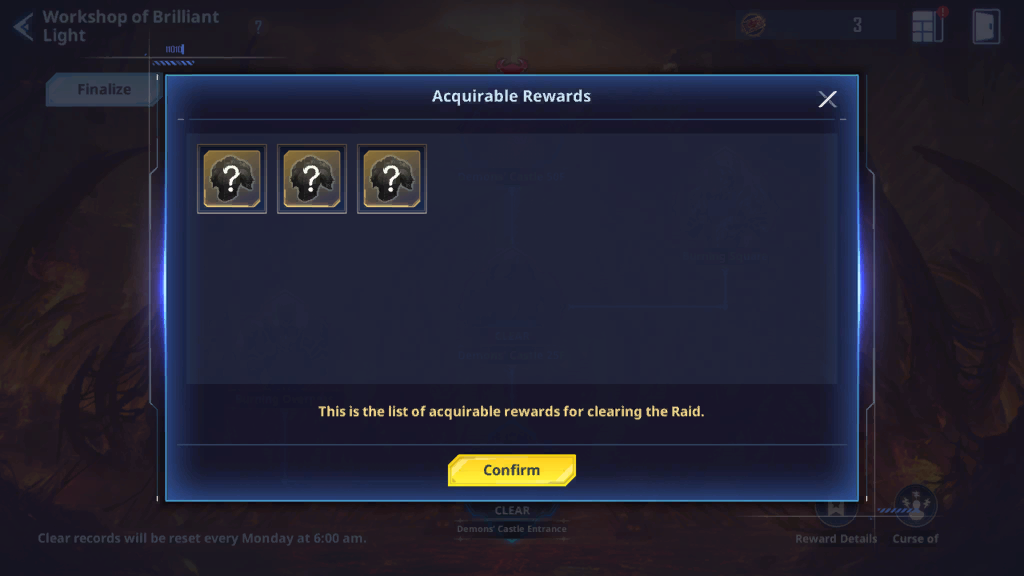 Workshop of Brilliant
Light
?
3
!
Finalize
Acquirable Rewards
? ? ?
This is the list of acquirable rewards for clearing the Raid.
Confirm
CLEAR
Demons' Castle Entrance
Clear records will be reset every Monday at 6:00 am.
Reward Details
Curse of